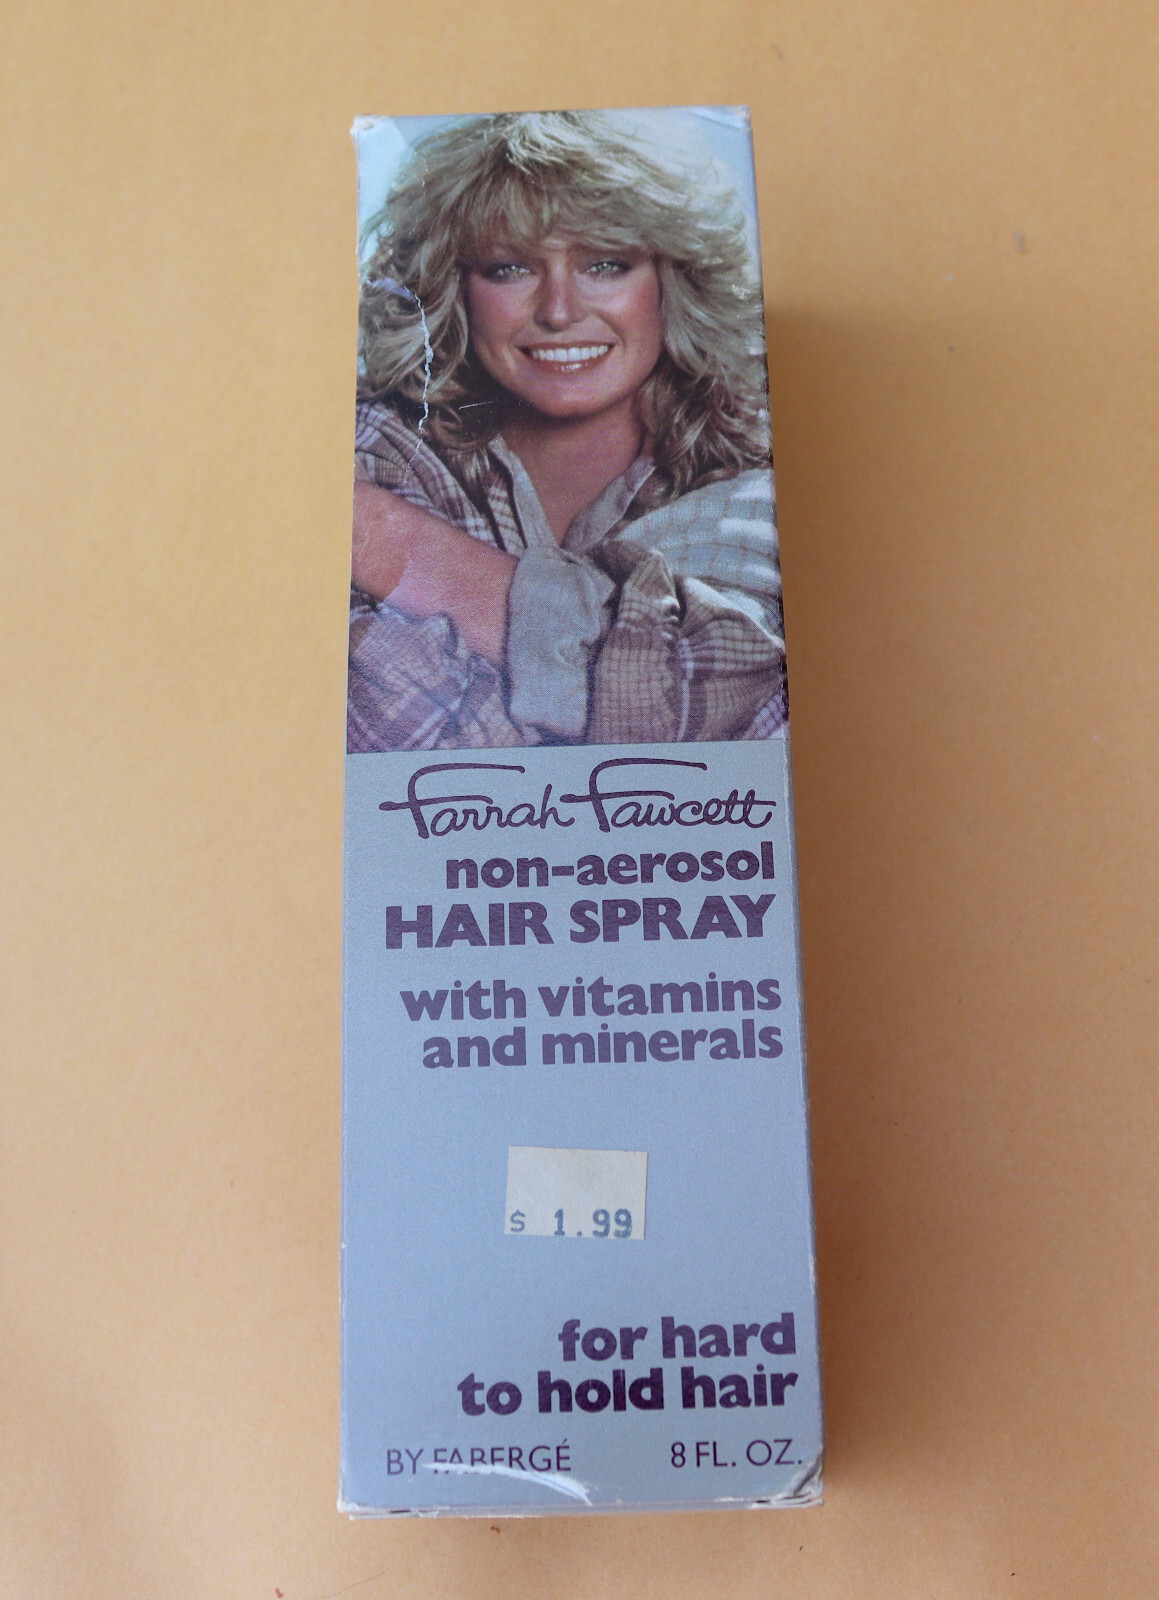 Farrah Fawcett
non-aerosol
HAIR SPRAY
with vitamins
and minerals
$ 1.99
for hard
to hold hair
BY FABERGÉ 8 FL. OZ.